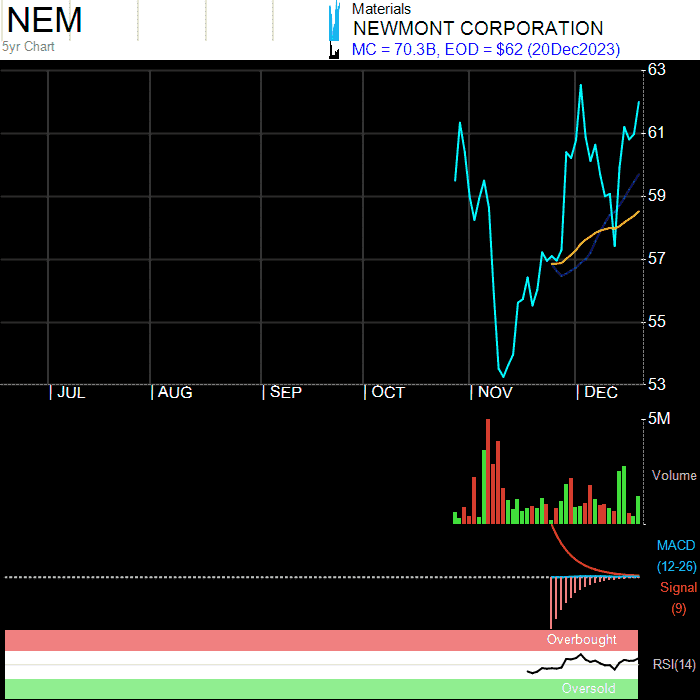 NEM
5yr Chart
Materials
NEWMONT CORPORATION
MC = 70.3B, EOD = $62 (20Dec2023)
63
61
59
57
55
53
| JUL | AUG | SEP | OCT | NOV | DEC
5M
Volume
MACD
(12-26)
Signal
(9)
Overbought
RSI(14)
Oversold